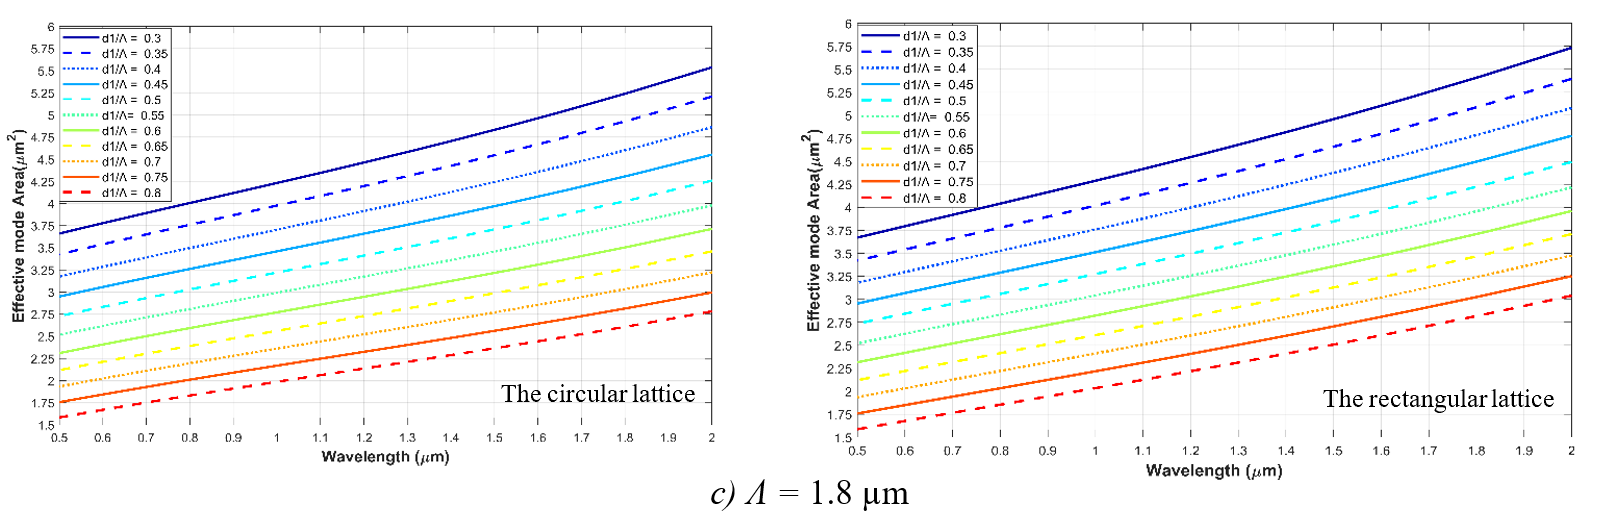 6
5.75
5.5
5.25
5
4.75
4.5
4.25
4
3.75
3.5
3.25
3
2.75
2.5
2.25
2
1.75
1.5
Effective mode Area(μm²)
d1/Λ = 0.3
d1/Λ = 0.35
d1/Λ = 0.4
d1/Λ = 0.45
d1/Λ = 0.5
d1/Λ= 0.55
d1/Λ = 0.6
d1/Λ = 0.65
d1/Λ = 0.7
d1/Λ = 0.75
d1/Λ = 0.8
The circular lattice
0.5 0.6 0.7 0.8 0.9 1 1.1 1.2 1.3 1.4 1.5 1.6 1.7 1.8 1.9 2
Wavelength (μm)
6
5.75
5.5
5.25
5
4.75
4.5
4.25
4
3.75
3.5
3.25
3
2.75
2.5
2.25
2
1.75
1.5
Effective mode Area(μm²)
d1/Λ = 0.3
d1/Λ = 0.35
d1/Λ = 0.4
d1/Λ = 0.45
d1/Λ = 0.5
d1/Λ= 0.55
d1/Λ = 0.6
d1/Λ = 0.65
d1/Λ = 0.7
d1/Λ = 0.75
d1/Λ = 0.8
The rectangular lattice
0.5 0.6 0.7 0.8 0.9 1 1.1 1.2 1.3 1.4 1.5 1.6 1.7 1.8 1.9 2
Wavelength (μm)
c) Λ = 1.8 μm